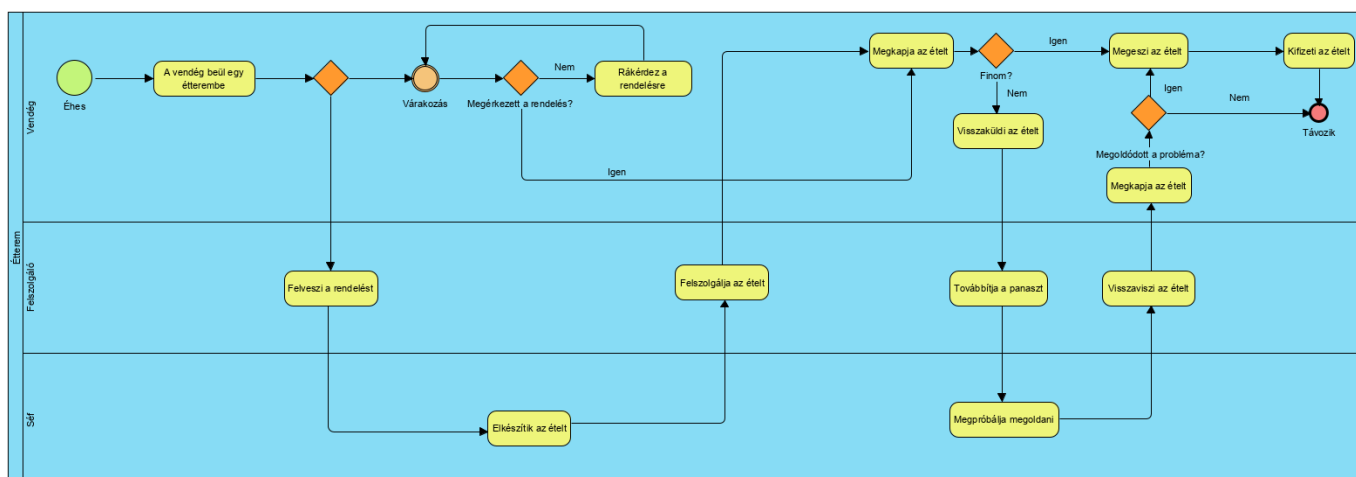 Étterem
Vendég
Éhes
A vendég beül egy
étterembe
Várakozás
Megérkezett a rendelés?
Nem
Rákérdez a
rendelésre
Igen
Megkapja az ételt
Finom?
Igen
Nem
Visszaküldi az ételt
Megeszi az ételt
Kifizeti az ételt
Igen
Nem
Távozik
Megoldódott a probléma?
Megkapja az ételt
Felszolgáló
Felveszi a rendelést
Felszolgálja az ételt
Továbbítja a panaszt
Visszaviszi az ételt
Séf
Elkészítik az ételt
Megpróbálja megoldani